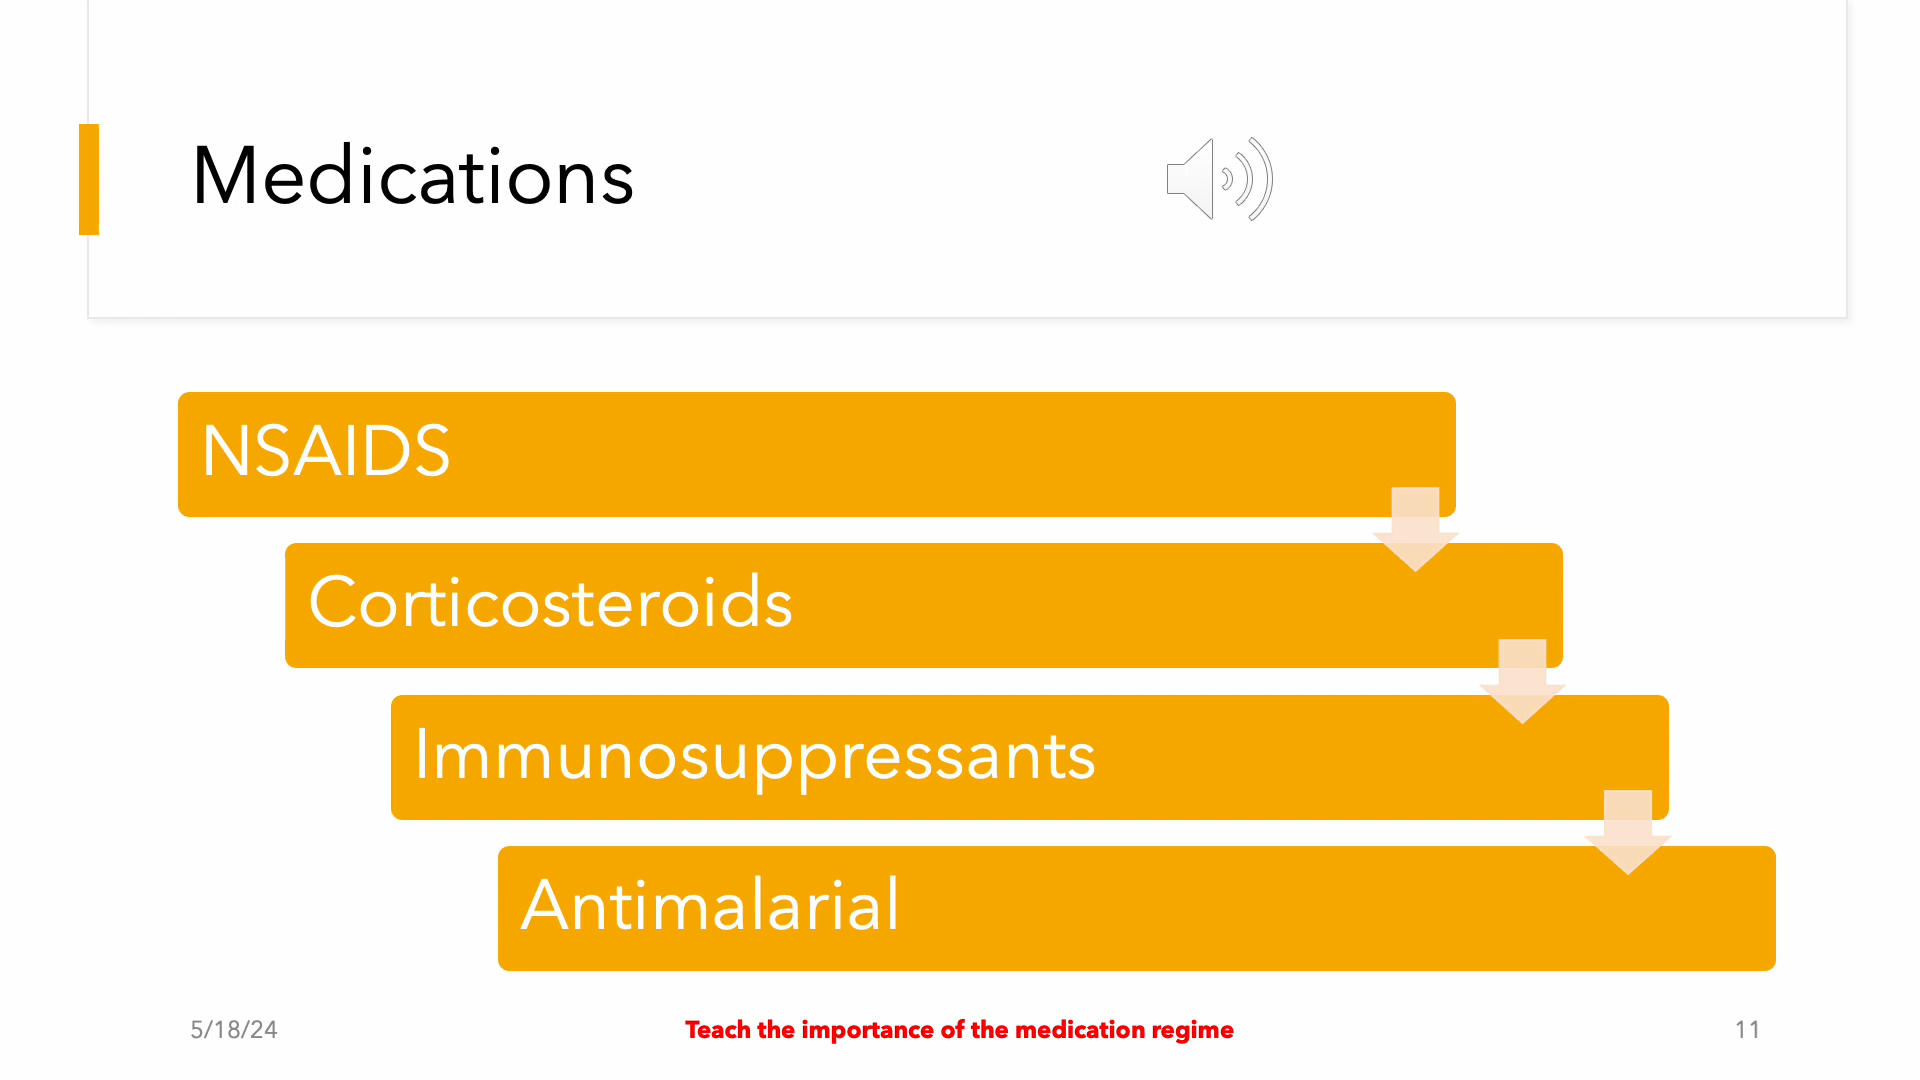 Medications
NSAIDS
Corticosteroids
Immunosuppressants
Antimalarial
5/18/24
Teach the importance of the medication regime
11